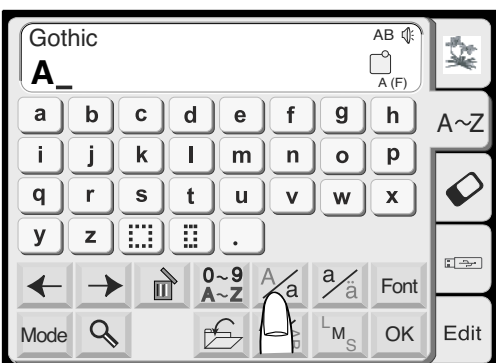 Gothic AB
A_
A (F)
a b c d e f g h A~Z
i j k l m n o p
q r s t u v w x
y z .
0~9 A~Z A/a a/ä Font
Mode L M S OK Edit